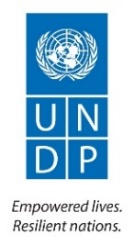 U N
D P
Empowered lives.
Resilient nations.